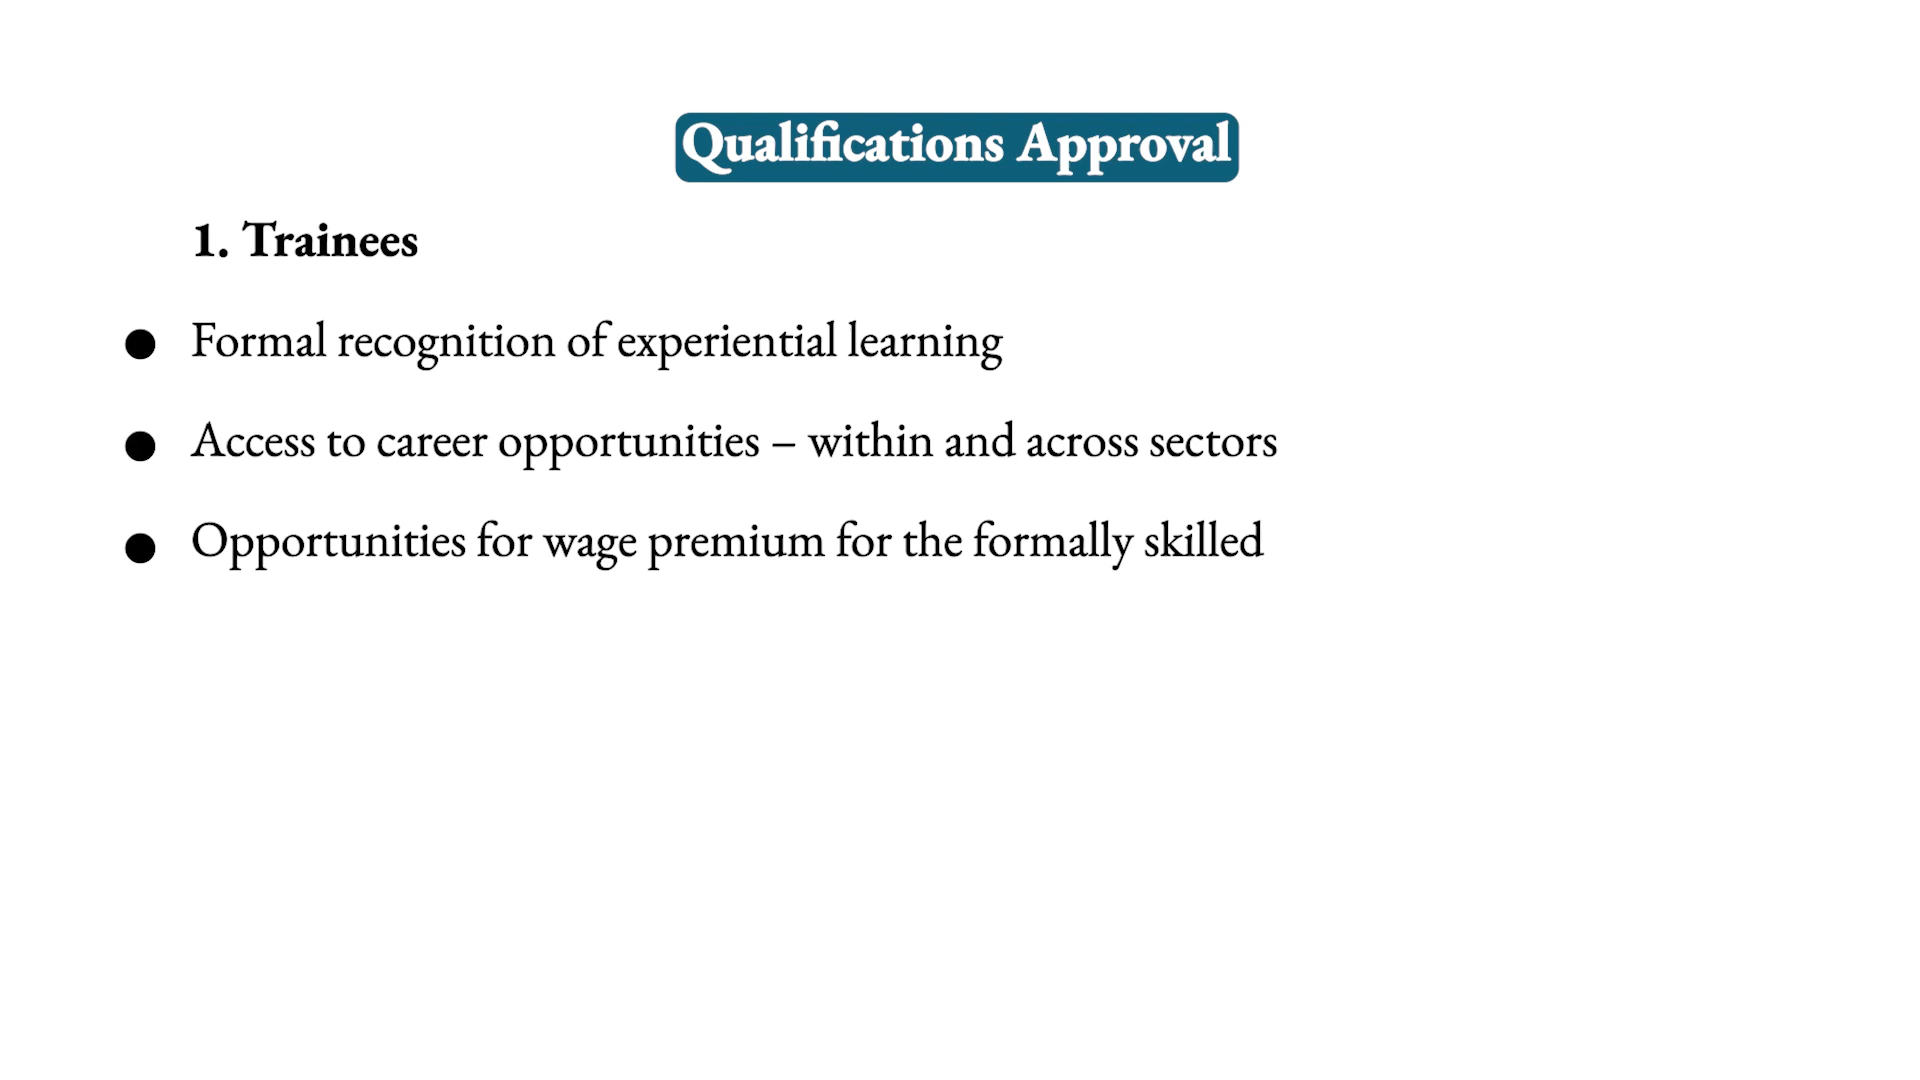 Qualifications Approval
1. Trainees
● Formal recognition of experiential learning
● Access to career opportunities – within and across sectors
● Opportunities for wage premium for the formally skilled